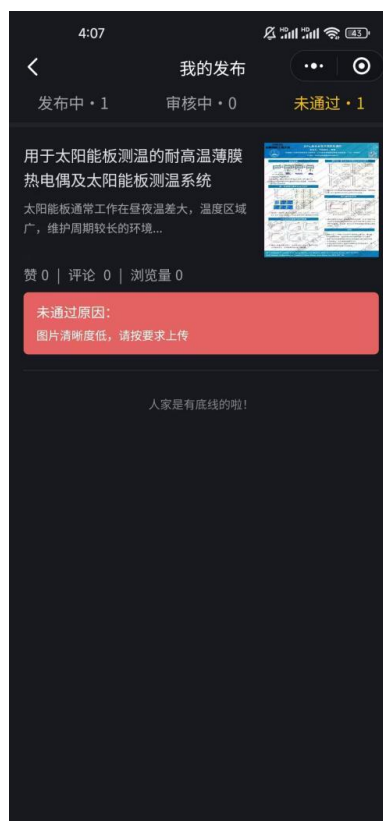 4:07
43
我的发布
发布中·1
审核中·0
未通过·1
用于太阳能板测温的耐高温薄膜
热电偶及太阳能板测温系统
太阳能板通常工作在昼夜温差大，温度区域
广，维护周期较长的环境...
赞 0 | 评论 0 | 浏览量 0
未通过原因：
图片清晰度低，请按要求上传
人家是有底线的啦！